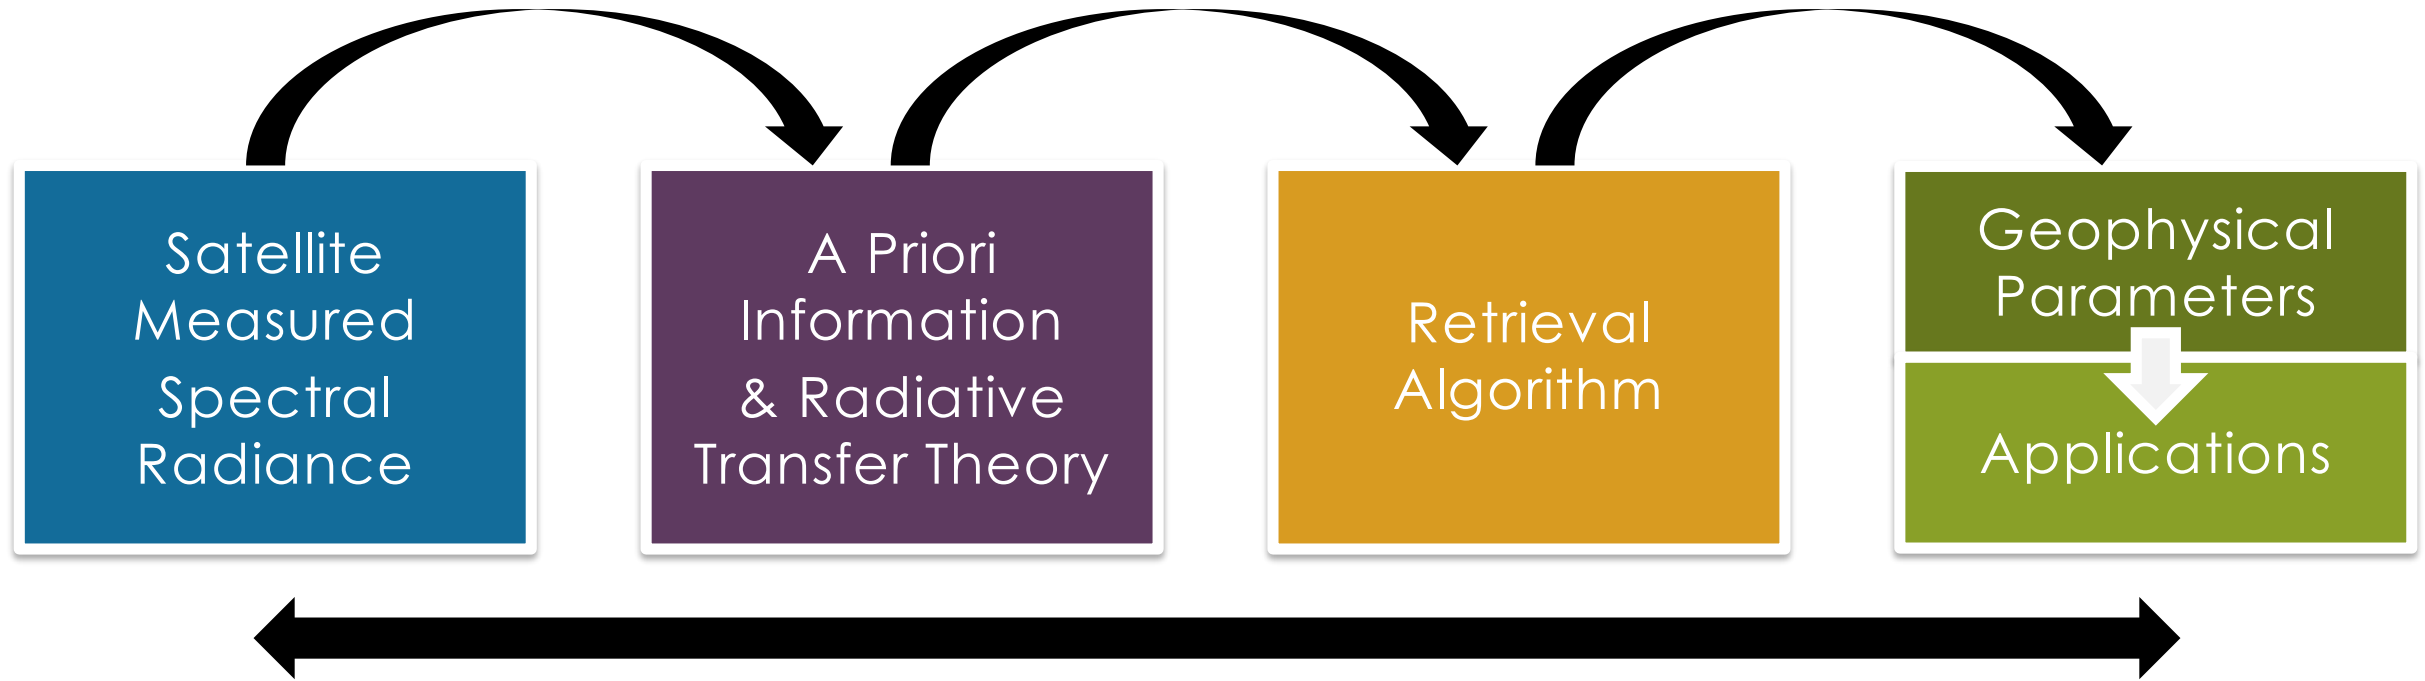 Satellite
Measured
Spectral
Radiance
A Priori
Information
& Radiative
Transfer Theory
Retrieval
Algorithm
Geophysical
Parameters
Applications